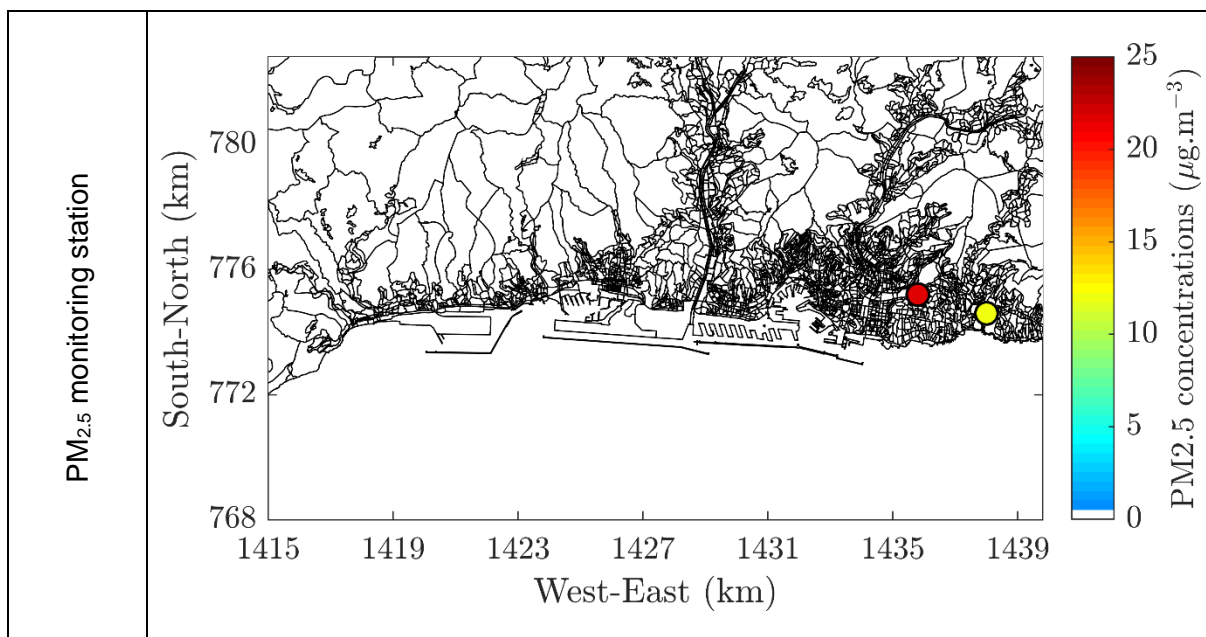 PM2.5 monitoring station
South-North (km)
780
776
772
768
1415 1419 1423 1427 1431 1435 1439
West-East (km)
25
20
15
10
5
0
PM2.5 concentrations (μg.m⁻³)